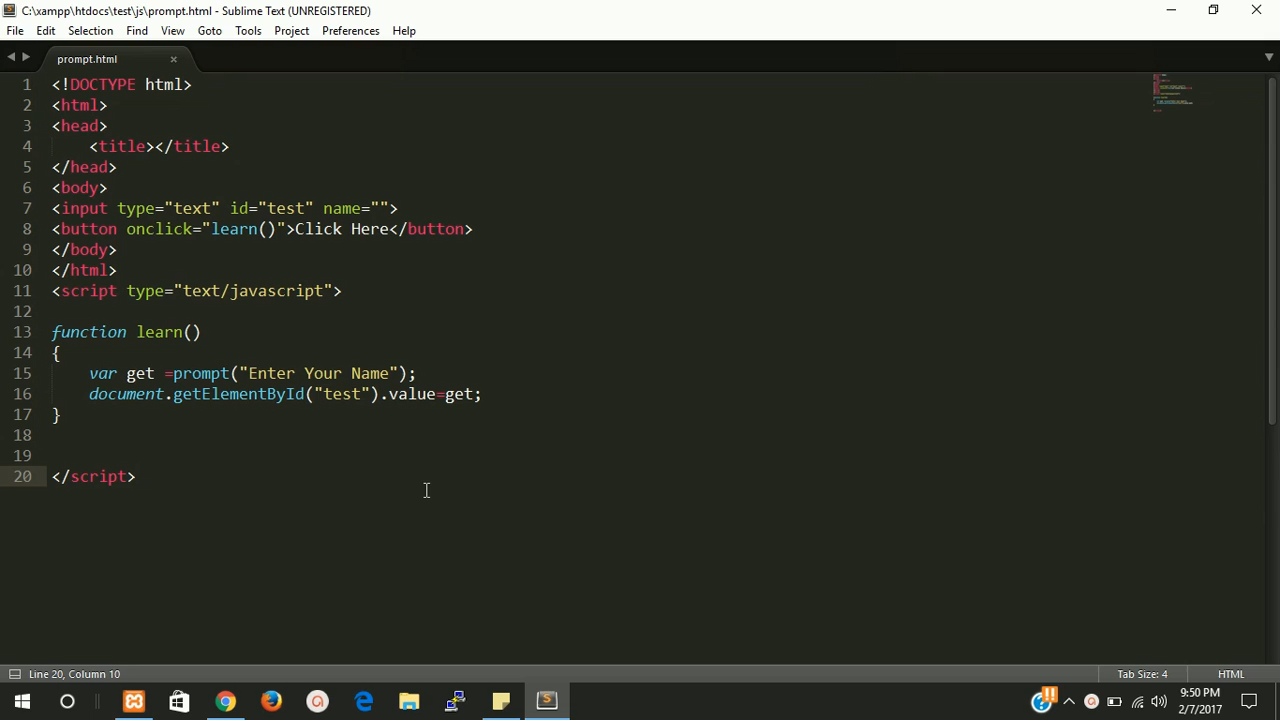 C:\xampp\htdocs\test\js\prompt.html - Sublime Text (UNREGISTERED)
File Edit Selection Find View Goto Tools Project Preferences Help
prompt.html
1 <!DOCTYPE html>
2 <html>
3 <head>
4     <title></title>
5 </head>
6 <body>
7 <input type="text" id="test" name="">
8 <button onclick="learn()">Click Here</button>
9 </body>
10 </html>
11 <script type="text/javascript">
12
13 function learn()
14 {
15     var get =prompt("Enter Your Name");
16     document.getElementById("test").value=get;
17 }
18
19
20 </script>
Line 20, Column 10 Tab Size: 4 HTML
9:50 PM
2/7/2017